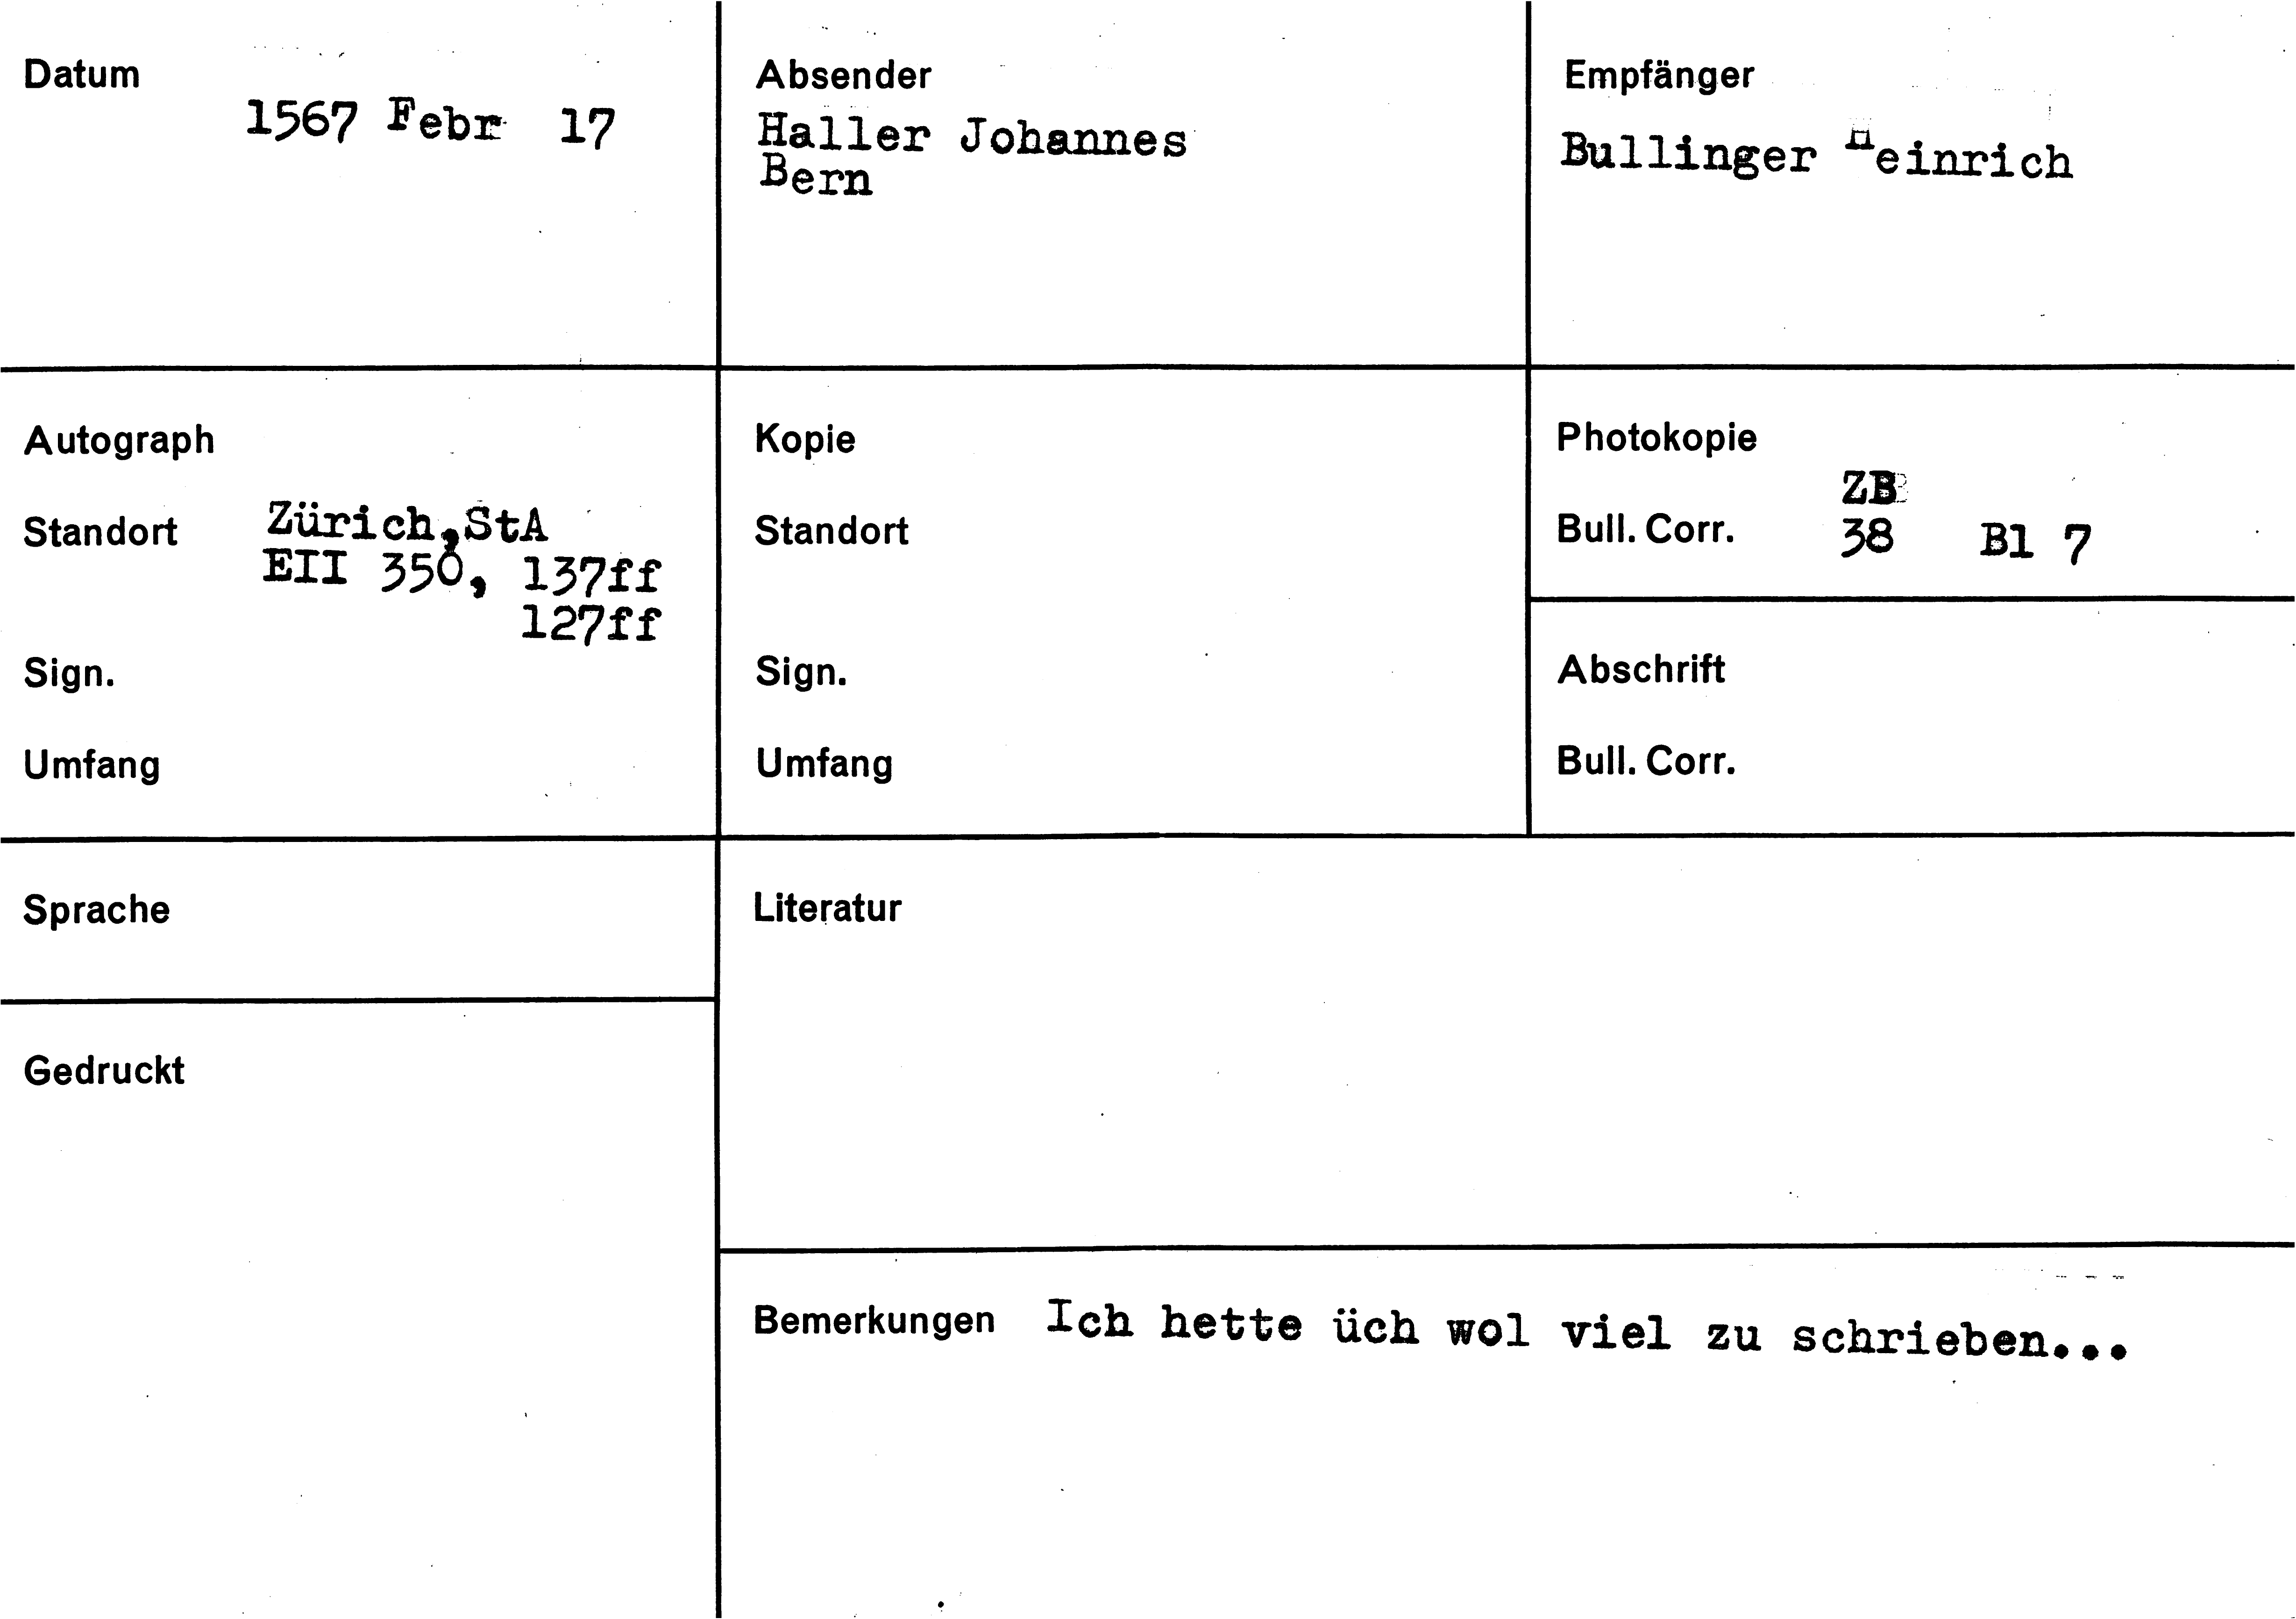 Datum
1567 Febr 17
Absender
Haller Johannes
Bern
Empfänger
Bullinger Heinrich
Autograph
Standort Zürich,StA
EII 350, 137ff
127ff
Sign.
Umfang
Kopie
Standort
Sign.
Umfang
Photokopie
ZB
Bull. Corr. 38 Bl 7
Abschrift
Bull. Corr.
Sprache
Gedruckt
Literatur
Bemerkungen Ich hette üch wol viel zu schrieben...